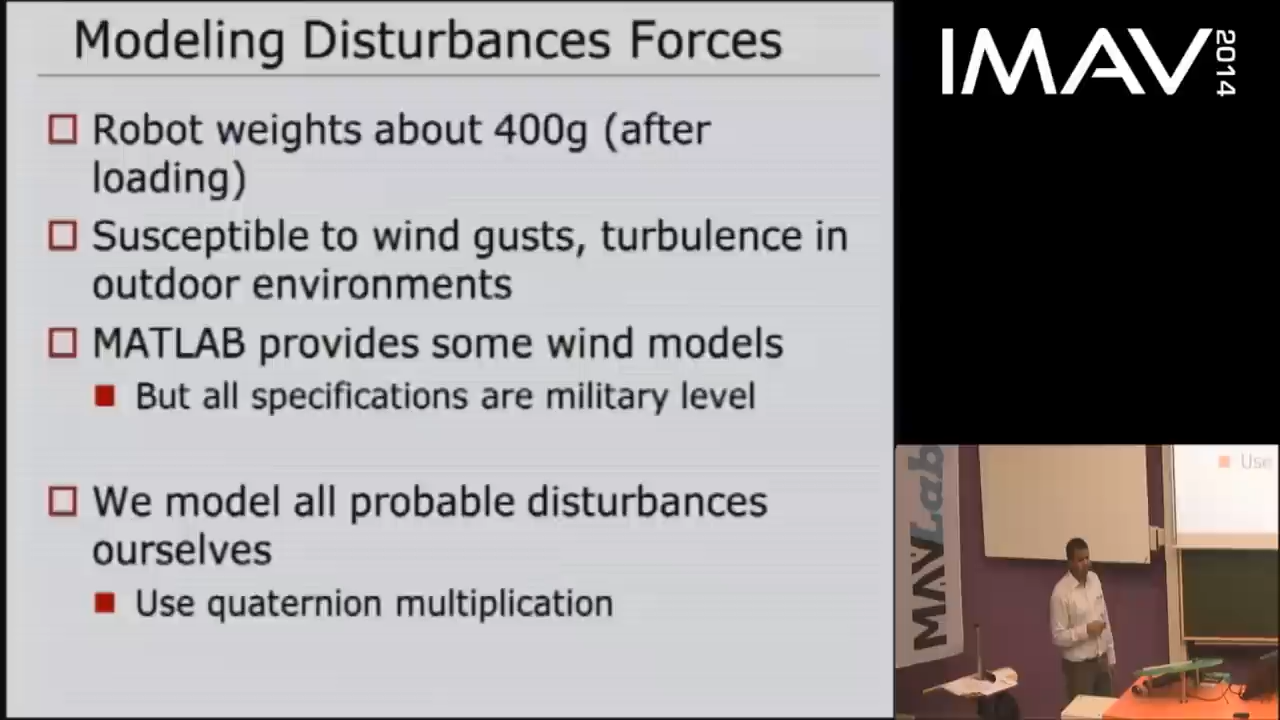 Modeling Disturbances Forces
Robot weights about 400g (after
loading)
Susceptible to wind gusts, turbulence in
outdoor environments
MATLAB provides some wind models
But all specifications are military level
We model all probable disturbances
ourselves
Use quaternion multiplication
IMAV
2014
MAVLab
Use